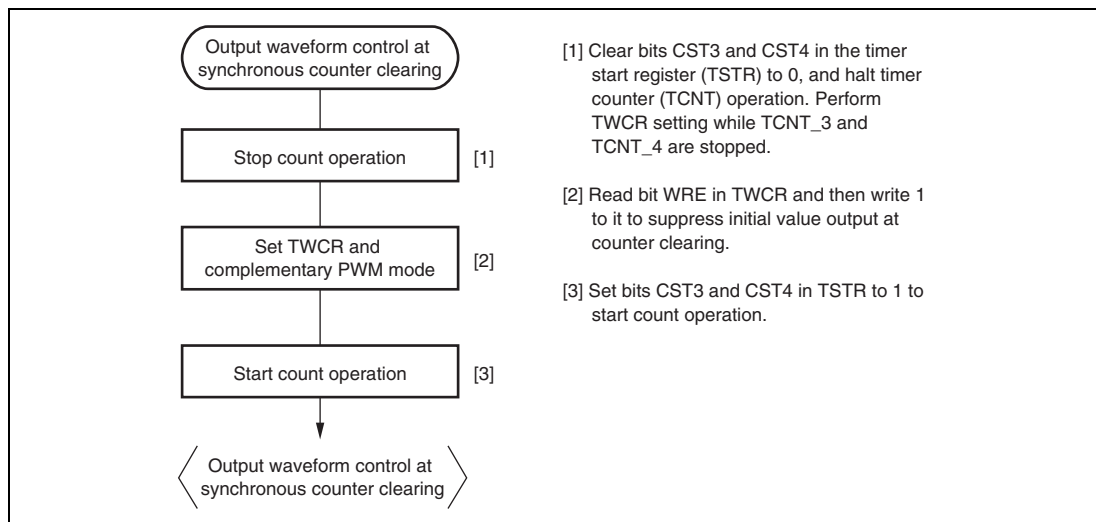 Output waveform control at
synchronous counter clearing
Stop count operation
[1]
Set TWCR and
complementary PWM mode
[2]
Start count operation
[3]
Output waveform control at
synchronous counter clearing
[1] Clear bits CST3 and CST4 in the timer
start register (TSTR) to 0, and halt timer
counter (TCNT) operation. Perform
TWCR setting while TCNT_3 and
TCNT_4 are stopped.
[2] Read bit WRE in TWCR and then write 1
to it to suppress initial value output at
counter clearing.
[3] Set bits CST3 and CST4 in TSTR to 1 to
start count operation.